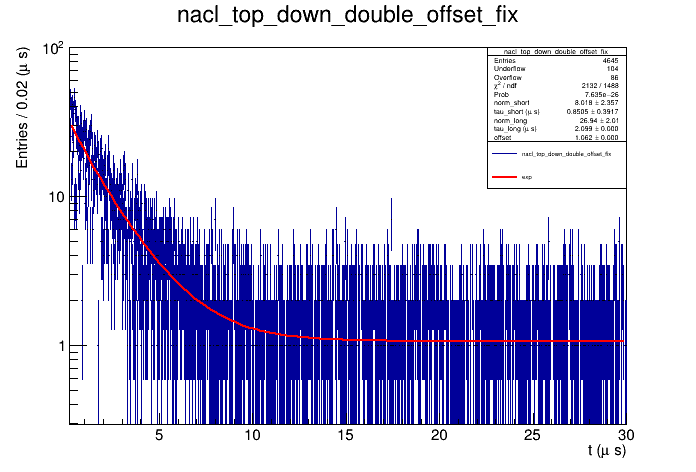 nacl_top_down_double_offset_fix
Entries / 0.02 (μ s)
10²
10
1
nacl_top_down_double_offset_fix
Entries 4645
Underflow 104
Overflow 86
χ² / ndf 2132 / 1488
Prob 7.635e−26
norm_short 8.018 ± 2.357
tau_short (μ s) 0.8505 ± 0.3917
norm_long 26.94 ± 2.01
tau_long (μ s) 2.099 ± 0.000
offset 1.062 ± 0.000
nacl_top_down_double_offset_fix
exp
5 10 15 20 25 30
t (μ s)